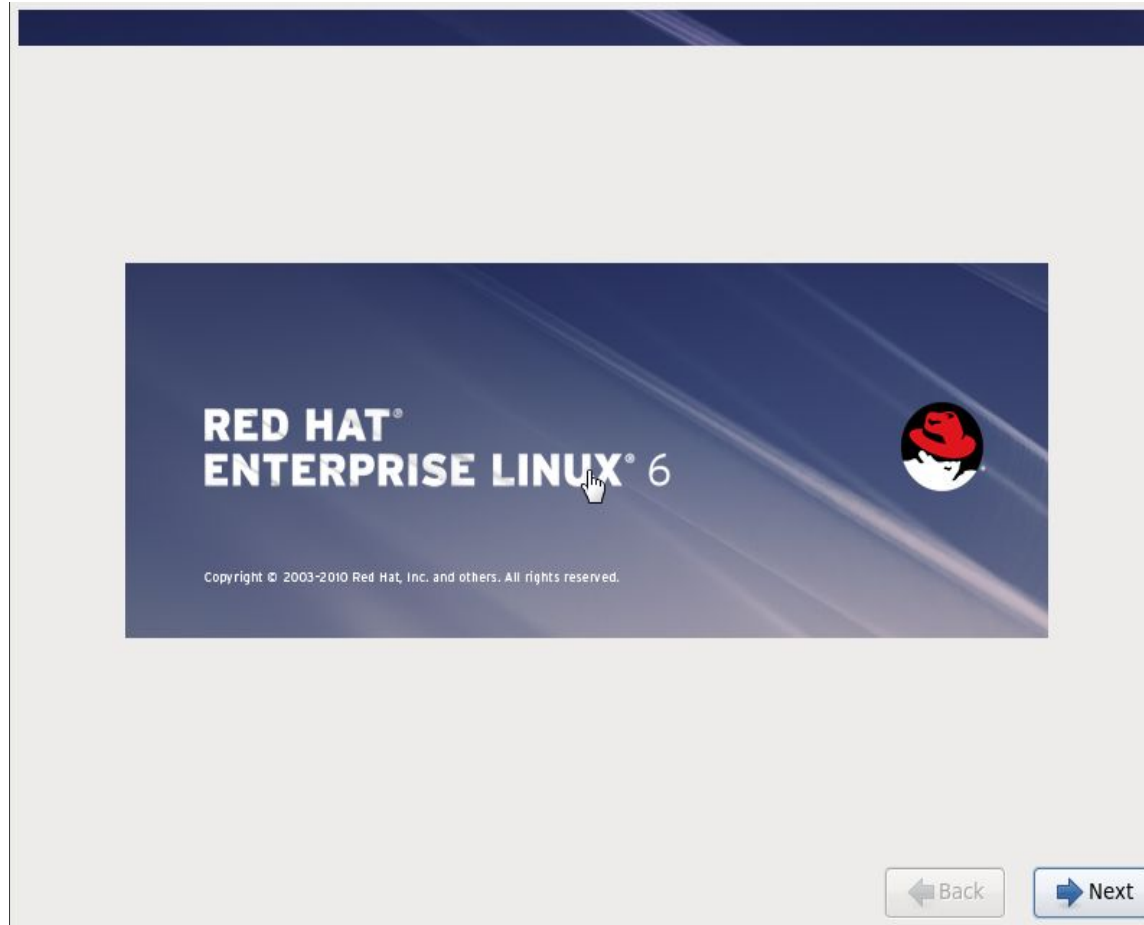 RED HAT®
ENTERPRISE LINUX® 6
Copyright © 2003-2010 Red Hat, Inc. and others. All rights reserved.
Back
Next